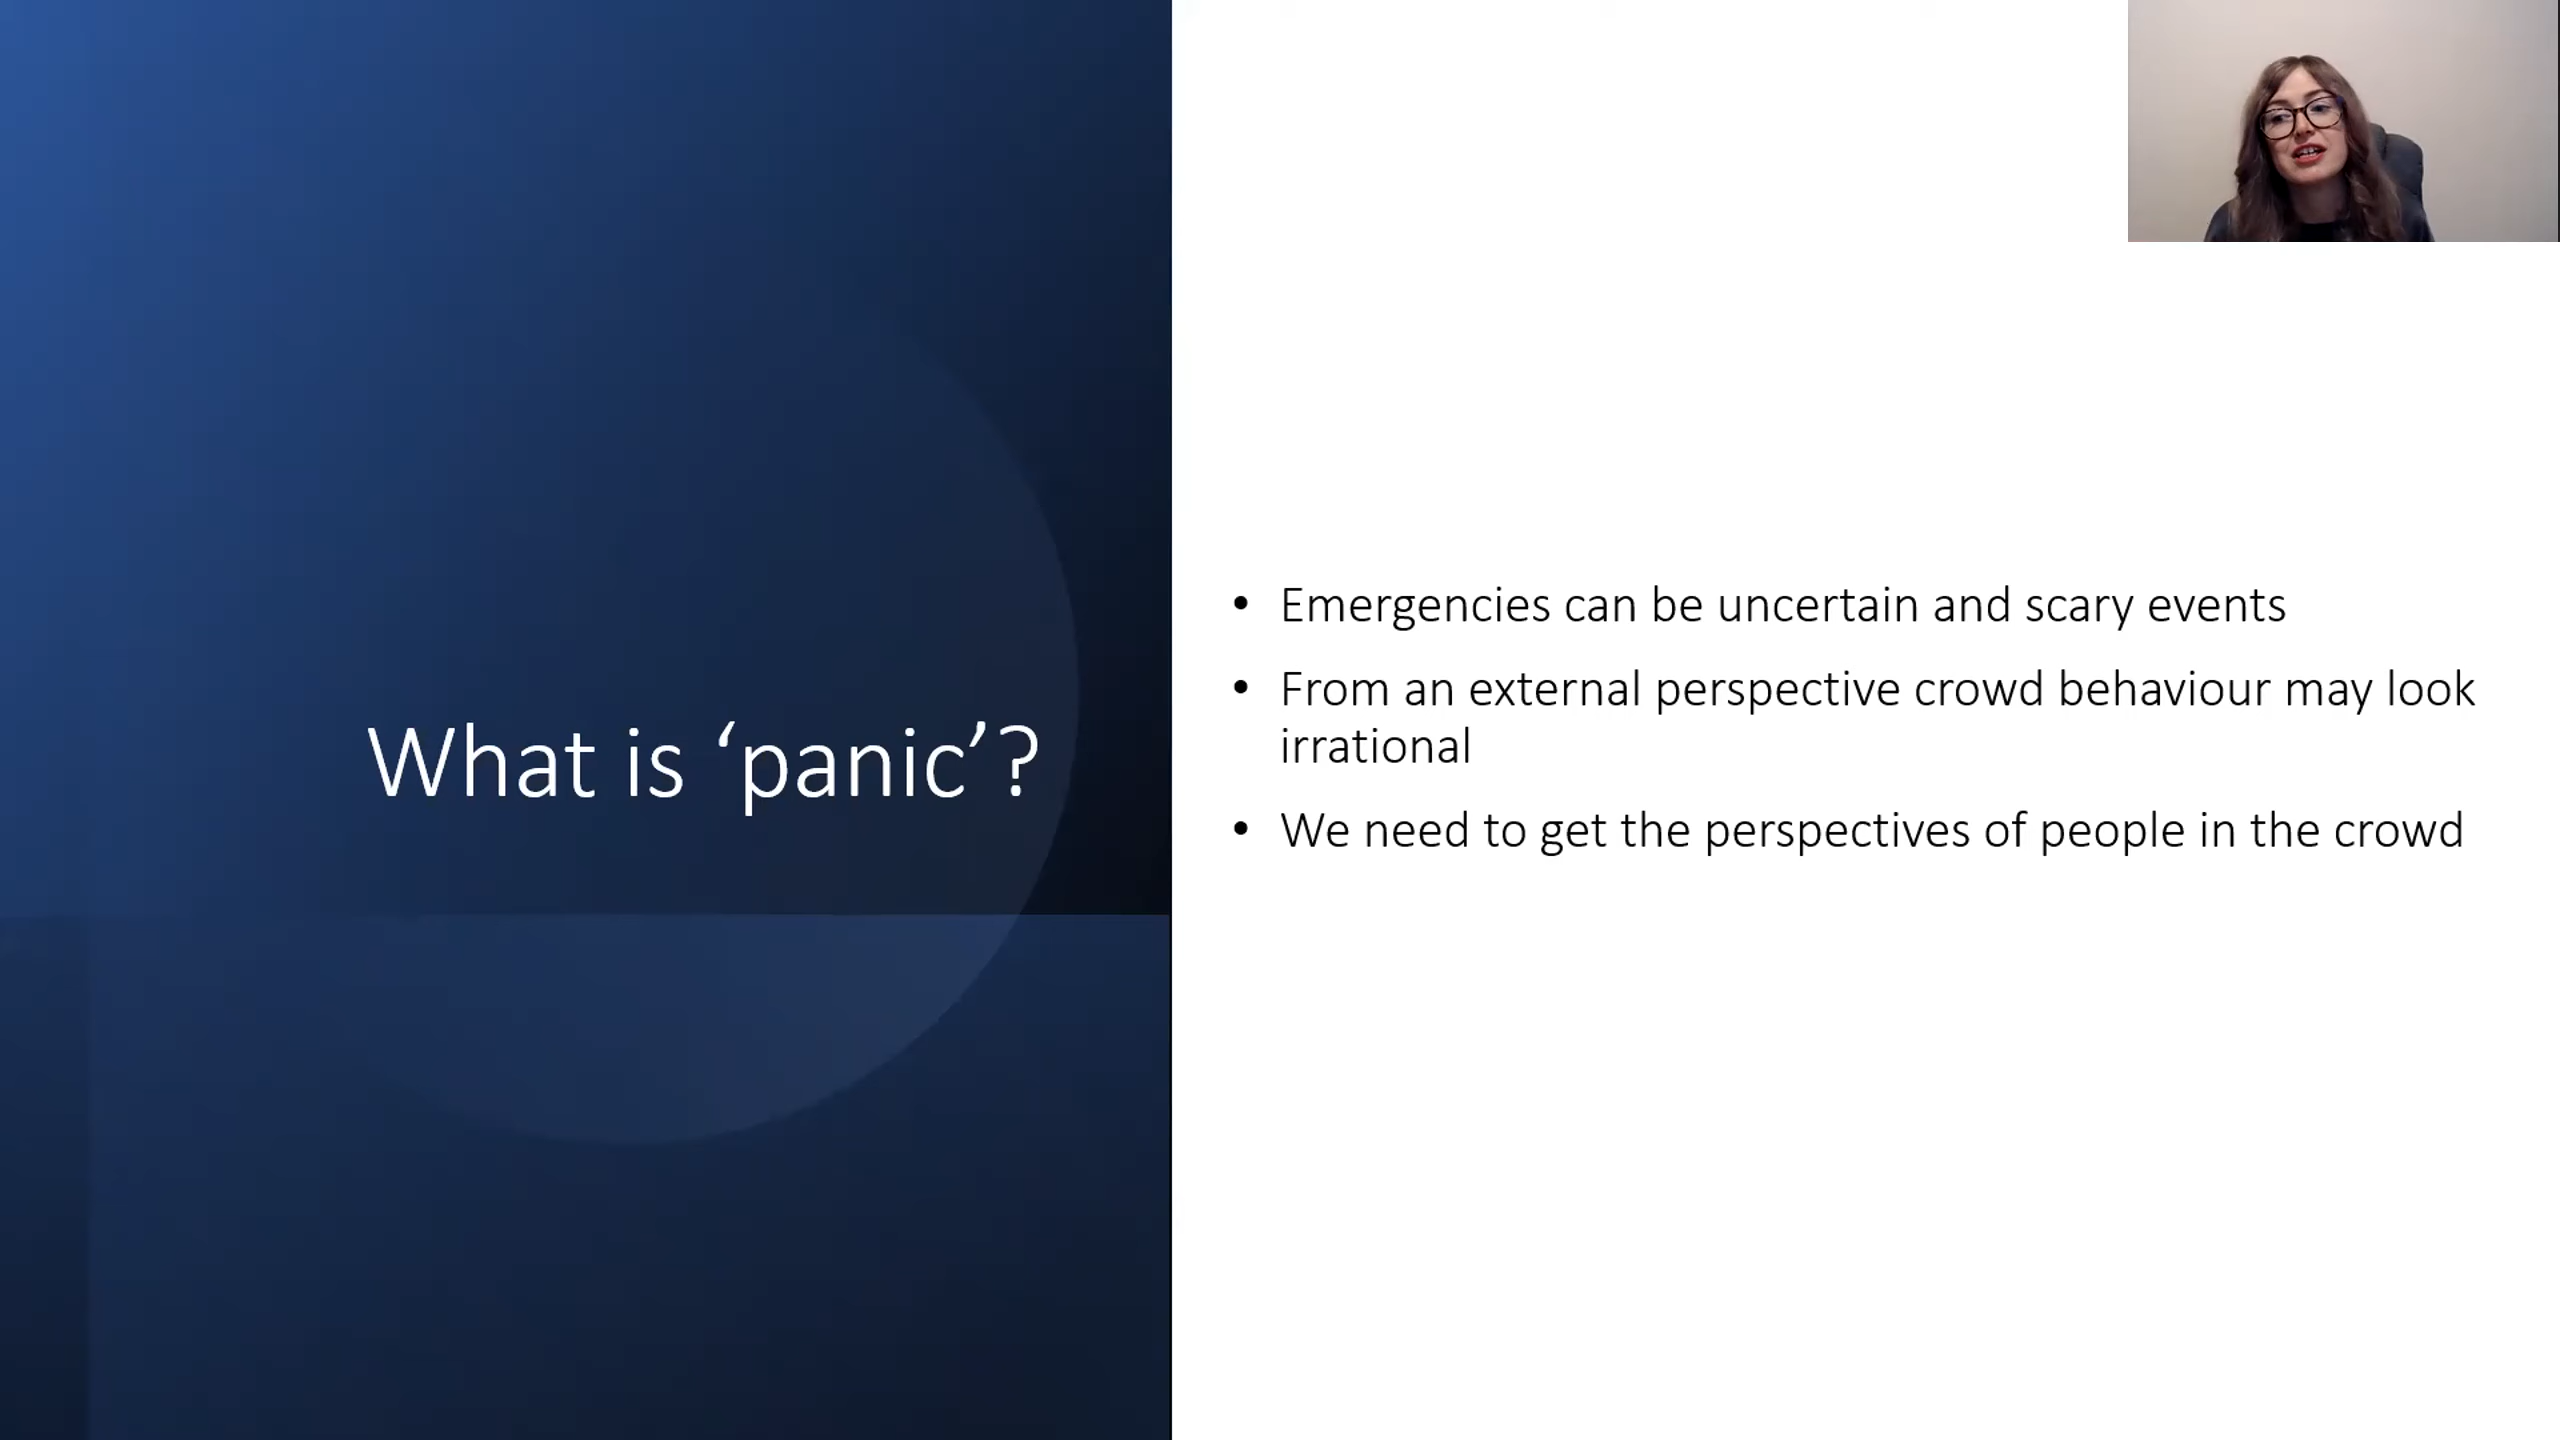 What is ‘panic’?
• Emergencies can be uncertain and scary events
• From an external perspective crowd behaviour may look
irrational
• We need to get the perspectives of people in the crowd